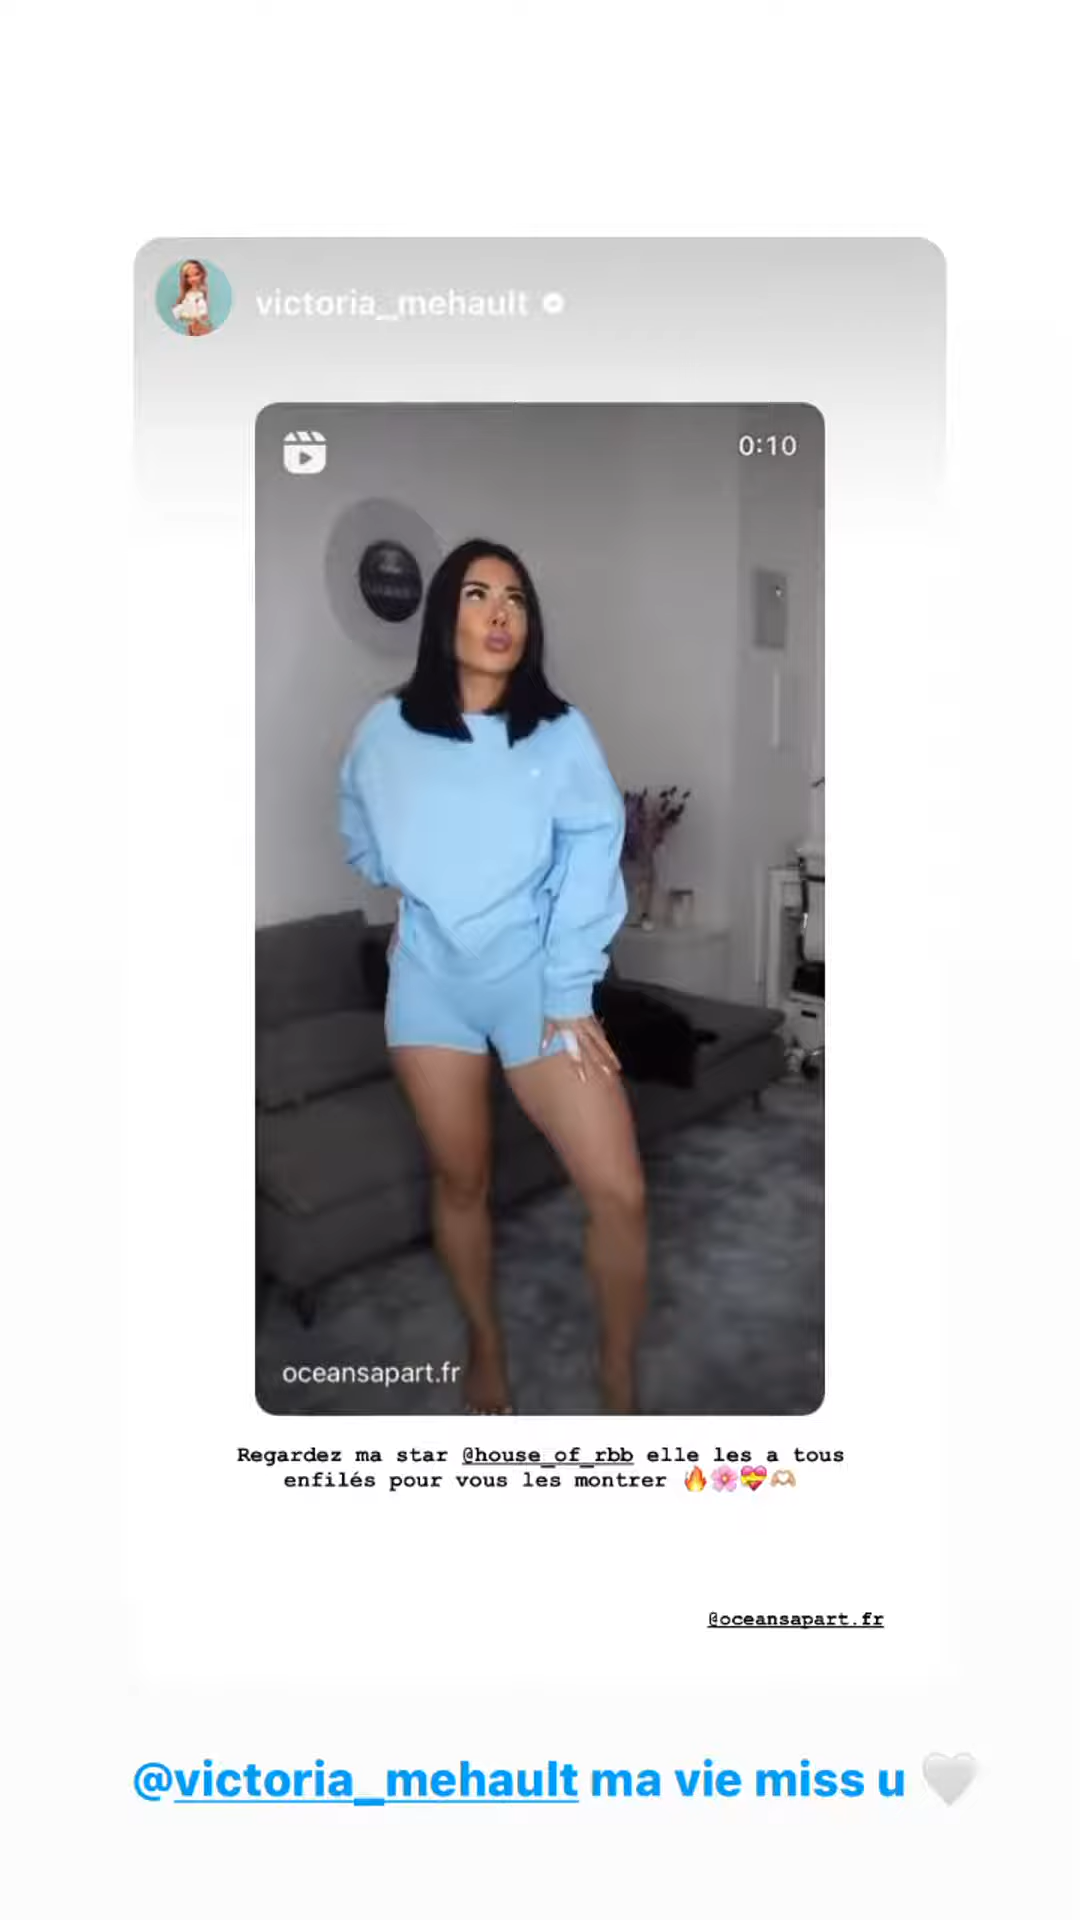 victoria_mehault
0:10
oceansapart.fr
Regardez ma star @house_of_rbb elle les a tous
enfilés pour vous les montrer 🔥🌸💝🫶🏼
@oceansapart.fr
@victoria_mehault ma vie miss u 🤍